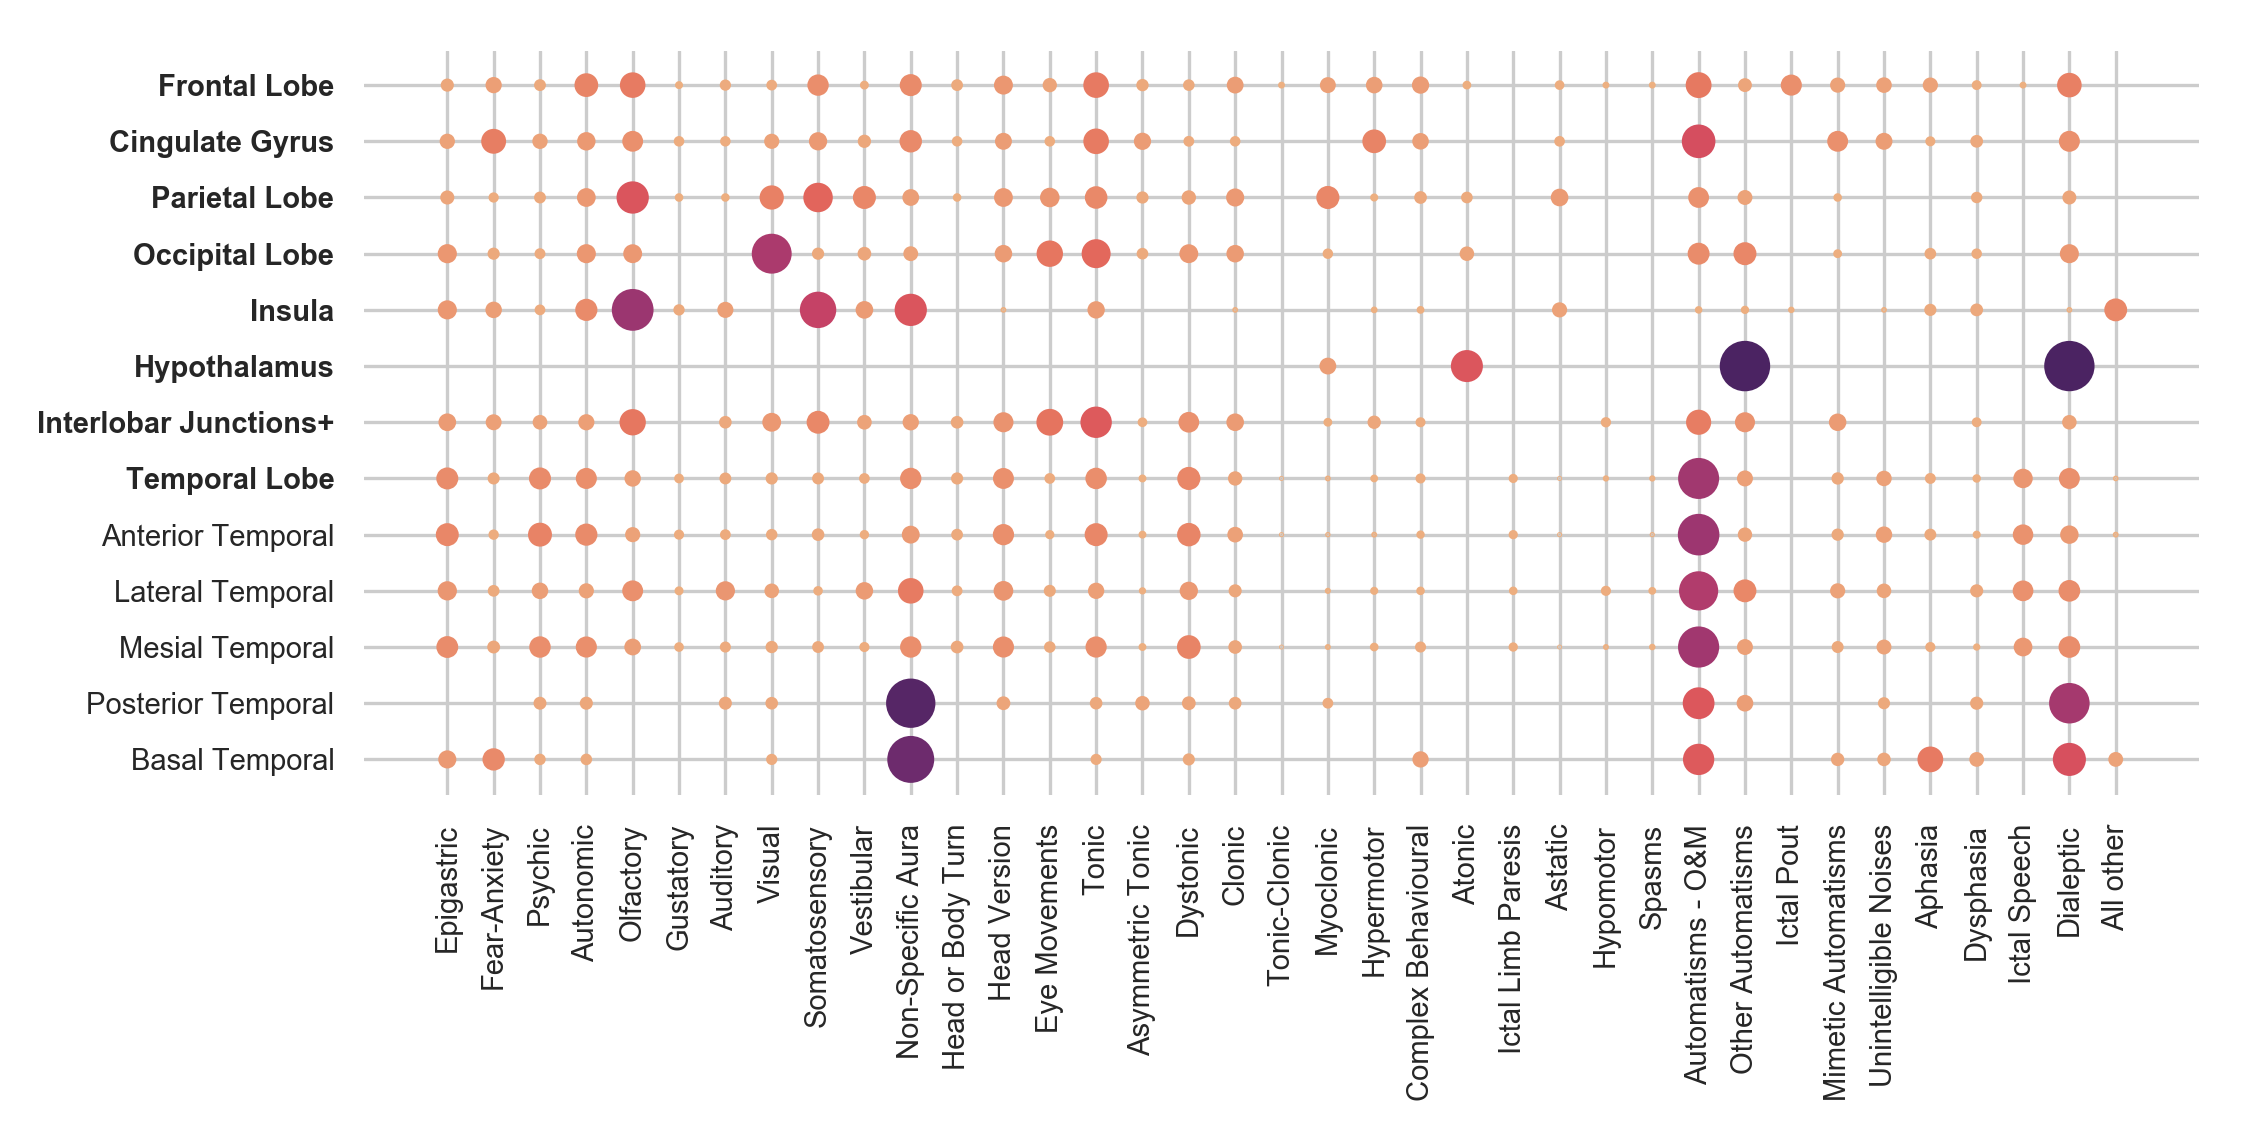 Frontal Lobe
Cingulate Gyrus
Parietal Lobe
Occipital Lobe
Insula
Hypothalamus
Interlobar Junctions+
Temporal Lobe
Anterior Temporal
Lateral Temporal
Mesial Temporal
Posterior Temporal
Basal Temporal
Epigastric
Fear-Anxiety
Psychic
Autonomic
Olfactory
Gustatory
Auditory
Visual
Somatosensory
Vestibular
Non-Specific Aura
Head or Body Turn
Head Version
Eye Movements
Tonic
Asymmetric Tonic
Dystonic
Clonic
Tonic-Clonic
Myoclonic
Hypermotor
Complex Behavioural
Atonic
Ictal Limb Paresis
Astatic
Hypomotor
Spasms
Automatisms - O&M
Other Automatisms
Ictal Pout
Mimetic Automatisms
Unintelligible Noises
Aphasia
Dysphasia
Ictal Speech
Dialeptic
All other